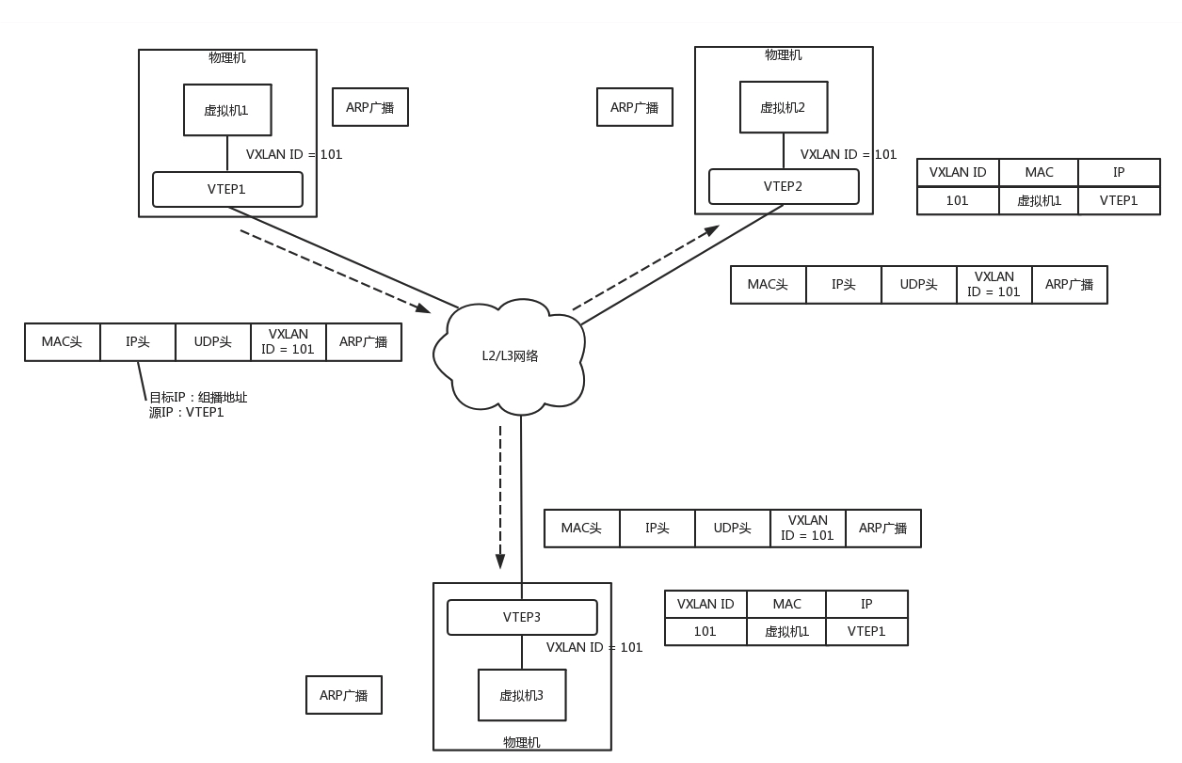 物理机
虚拟机1
ARP广播
VXLAN ID = 101
VTEP1
物理机
虚拟机2
ARP广播
VXLAN ID = 101
VTEP2
VXLAN ID MAC IP
101 虚拟机1 VTEP1
MAC头 IP头 UDP头 VXLAN ID = 101 ARP广播
MAC头 IP头 UDP头 VXLAN ID = 101 ARP广播
目标IP：组播地址
源IP：VTEP1
L2/L3网络
MAC头 IP头 UDP头 VXLAN ID = 101 ARP广播
VTEP3
VXLAN ID = 101
虚拟机3
物理机
ARP广播
VXLAN ID MAC IP
101 虚拟机1 VTEP1